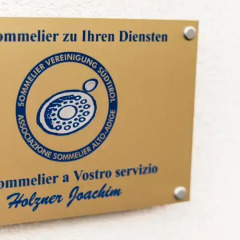 ommelier zu Ihren Diensten
SOMMELIER VEREINIGUNG SÜDTIROL
ASSOCIAZIONE SOMMELIER ALTO-ADIGE
ommelier a Vostro servizio
Holzner Joachim